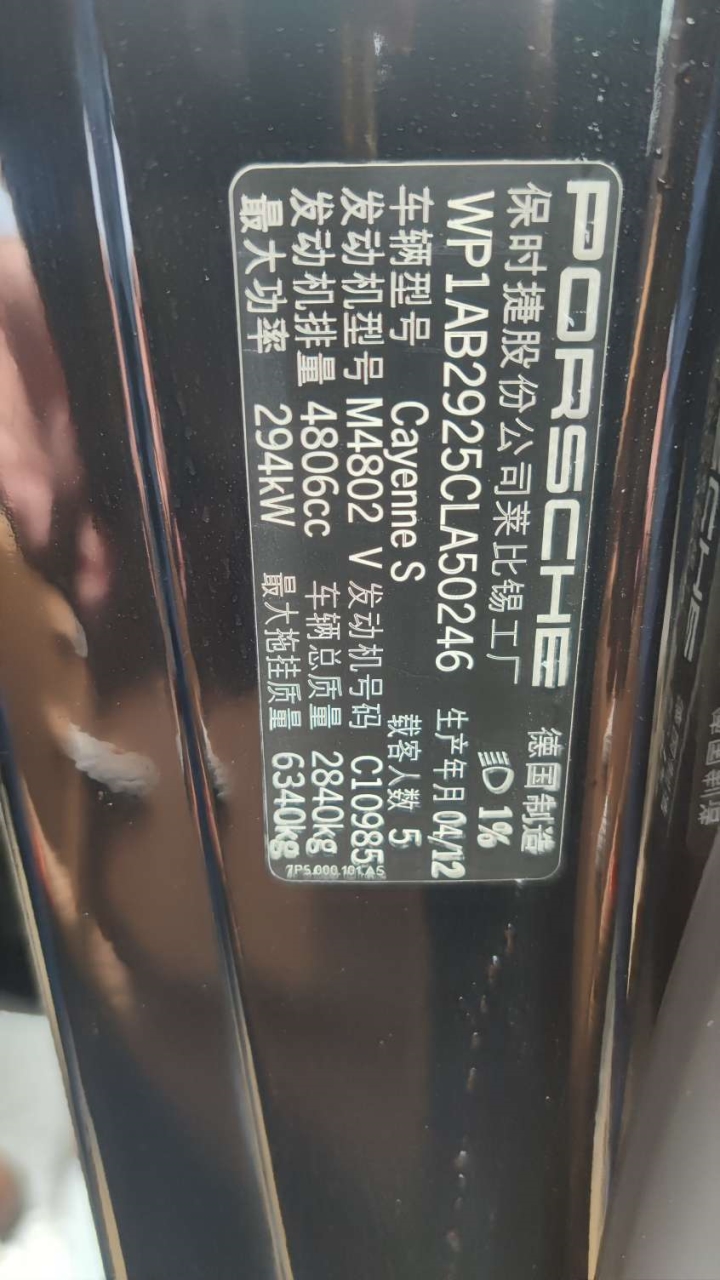 PORSCHE
德国制造
保时捷股份公司莱比锡工厂
1%
WP1AB2925CLA50246
生产年月 04/12
车辆型号 Cayenne S 载客人数 5
发动机型号 M4802 V 发动机号码 C10985
发动机排量 4806cc 车辆总质量 2840kg
最大功率 294kW 最大拖挂质量 6340kg
7P5.000.101.A5